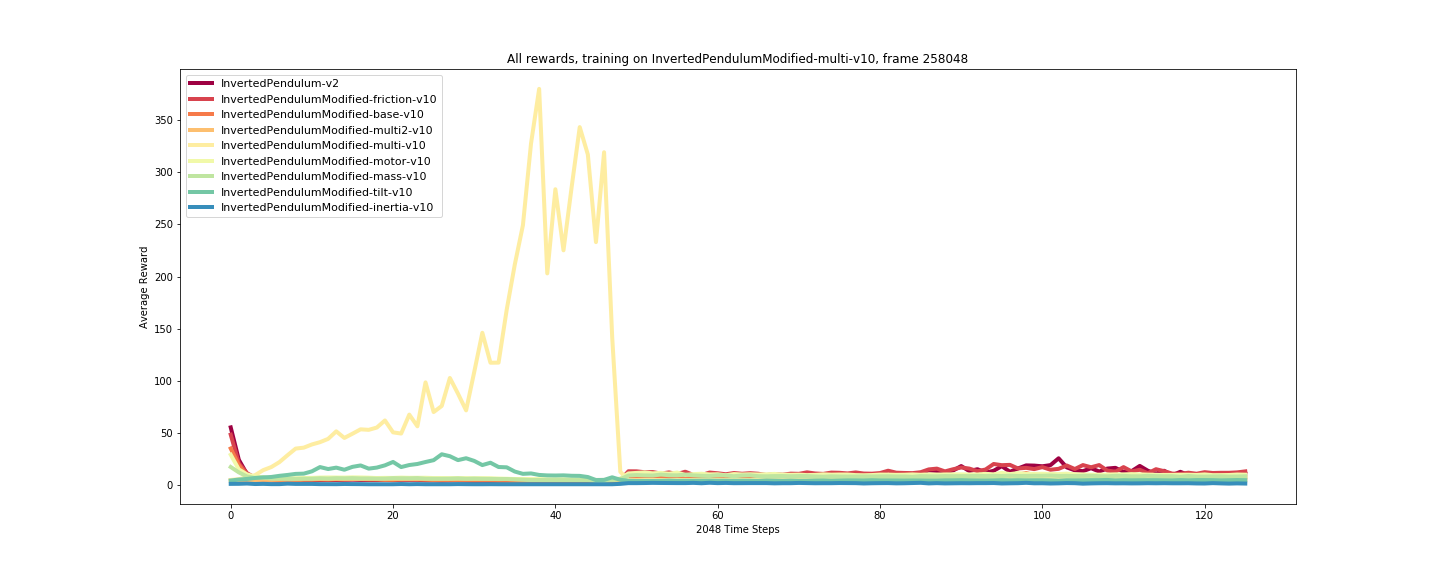 All rewards, training on InvertedPendulumModified-multi-v10, frame 258048
InvertedPendulum-v2
InvertedPendulumModified-friction-v10
InvertedPendulumModified-base-v10
InvertedPendulumModified-multi2-v10
InvertedPendulumModified-multi-v10
InvertedPendulumModified-motor-v10
InvertedPendulumModified-mass-v10
InvertedPendulumModified-tilt-v10
InvertedPendulumModified-inertia-v10
Average Reward
350
300
250
200
150
100
50
0
0 20 40 60 80 100 120
2048 Time Steps